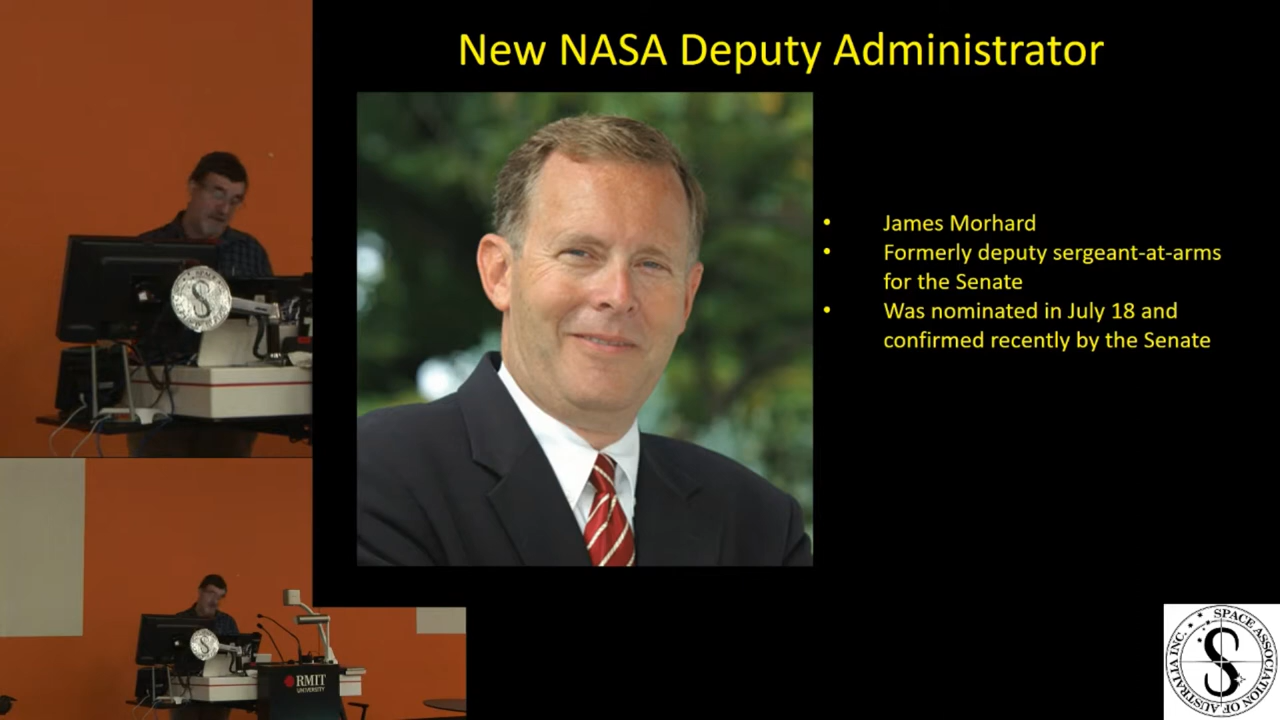 New NASA Deputy Administrator
• James Morhard
• Formerly deputy sergeant-at-arms
for the Senate
• Was nominated in July 18 and
confirmed recently by the Senate
S
RMIT
UNIVERSITY
SPACE ASSOCIATION OF AUSTRALIA INC.
S